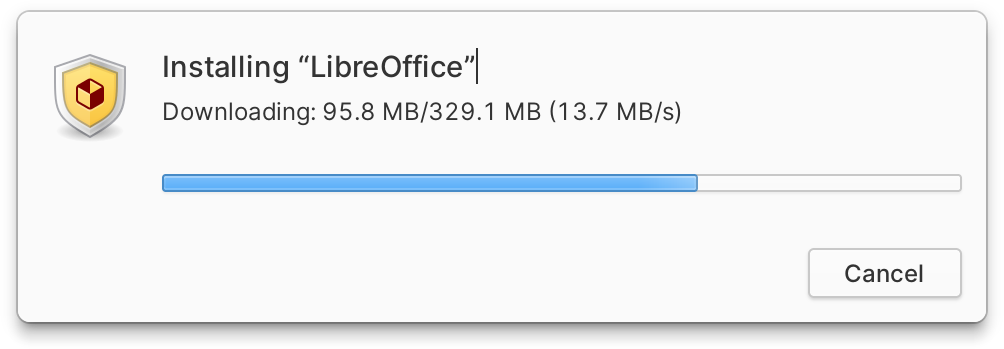 Installing “LibreOffice”
Downloading: 95.8 MB/329.1 MB (13.7 MB/s)
Cancel